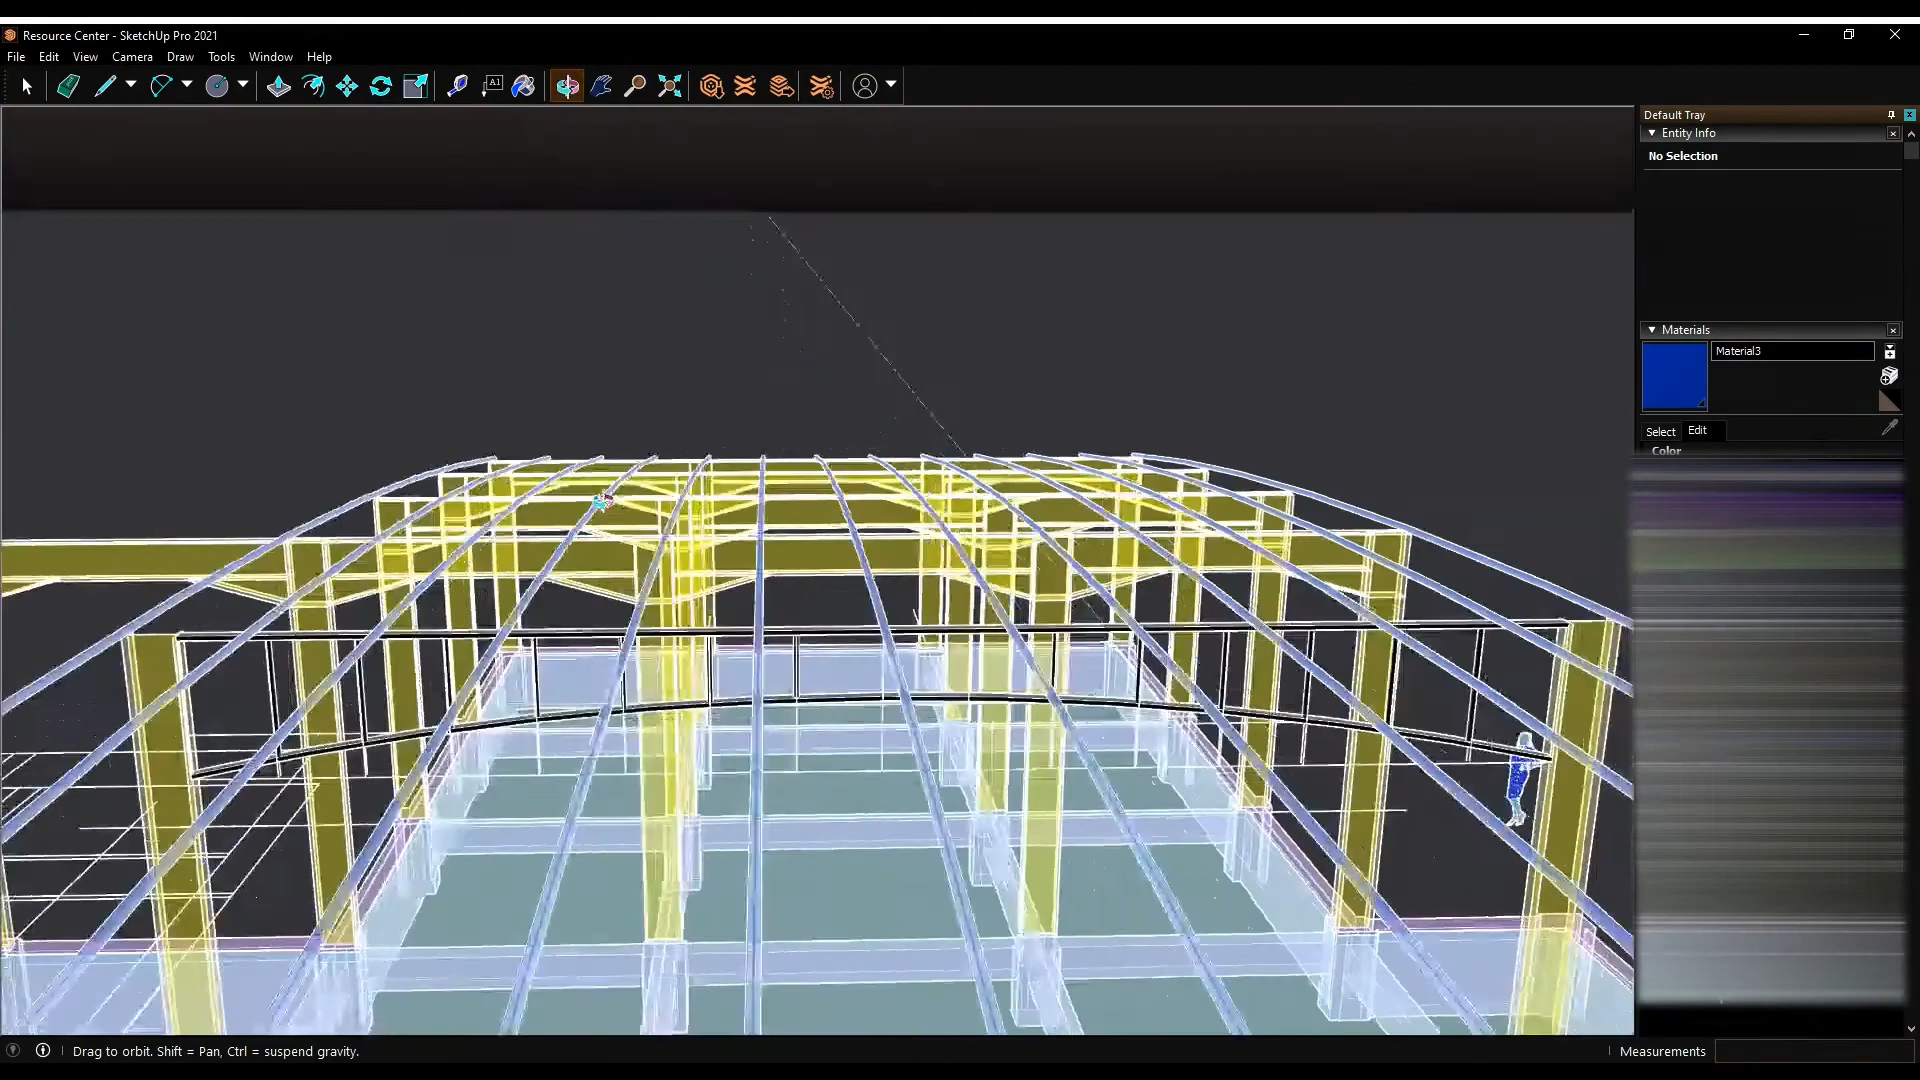 Resource Center - SketchUp Pro 2021
File Edit View Camera Draw Tools Window Help
A1
Default Tray
Entity Info
No Selection
Materials
Material3
Select Edit
Color
Drag to orbit. Shift = Pan, Ctrl = suspend gravity.
Measurements